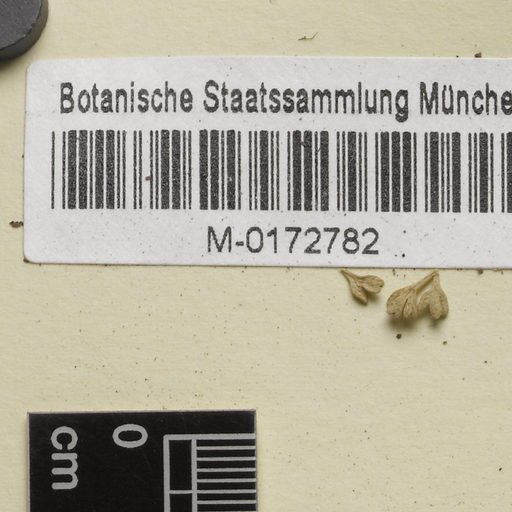 Botanische Staatssammlung Münche
M-0172782
0
cm